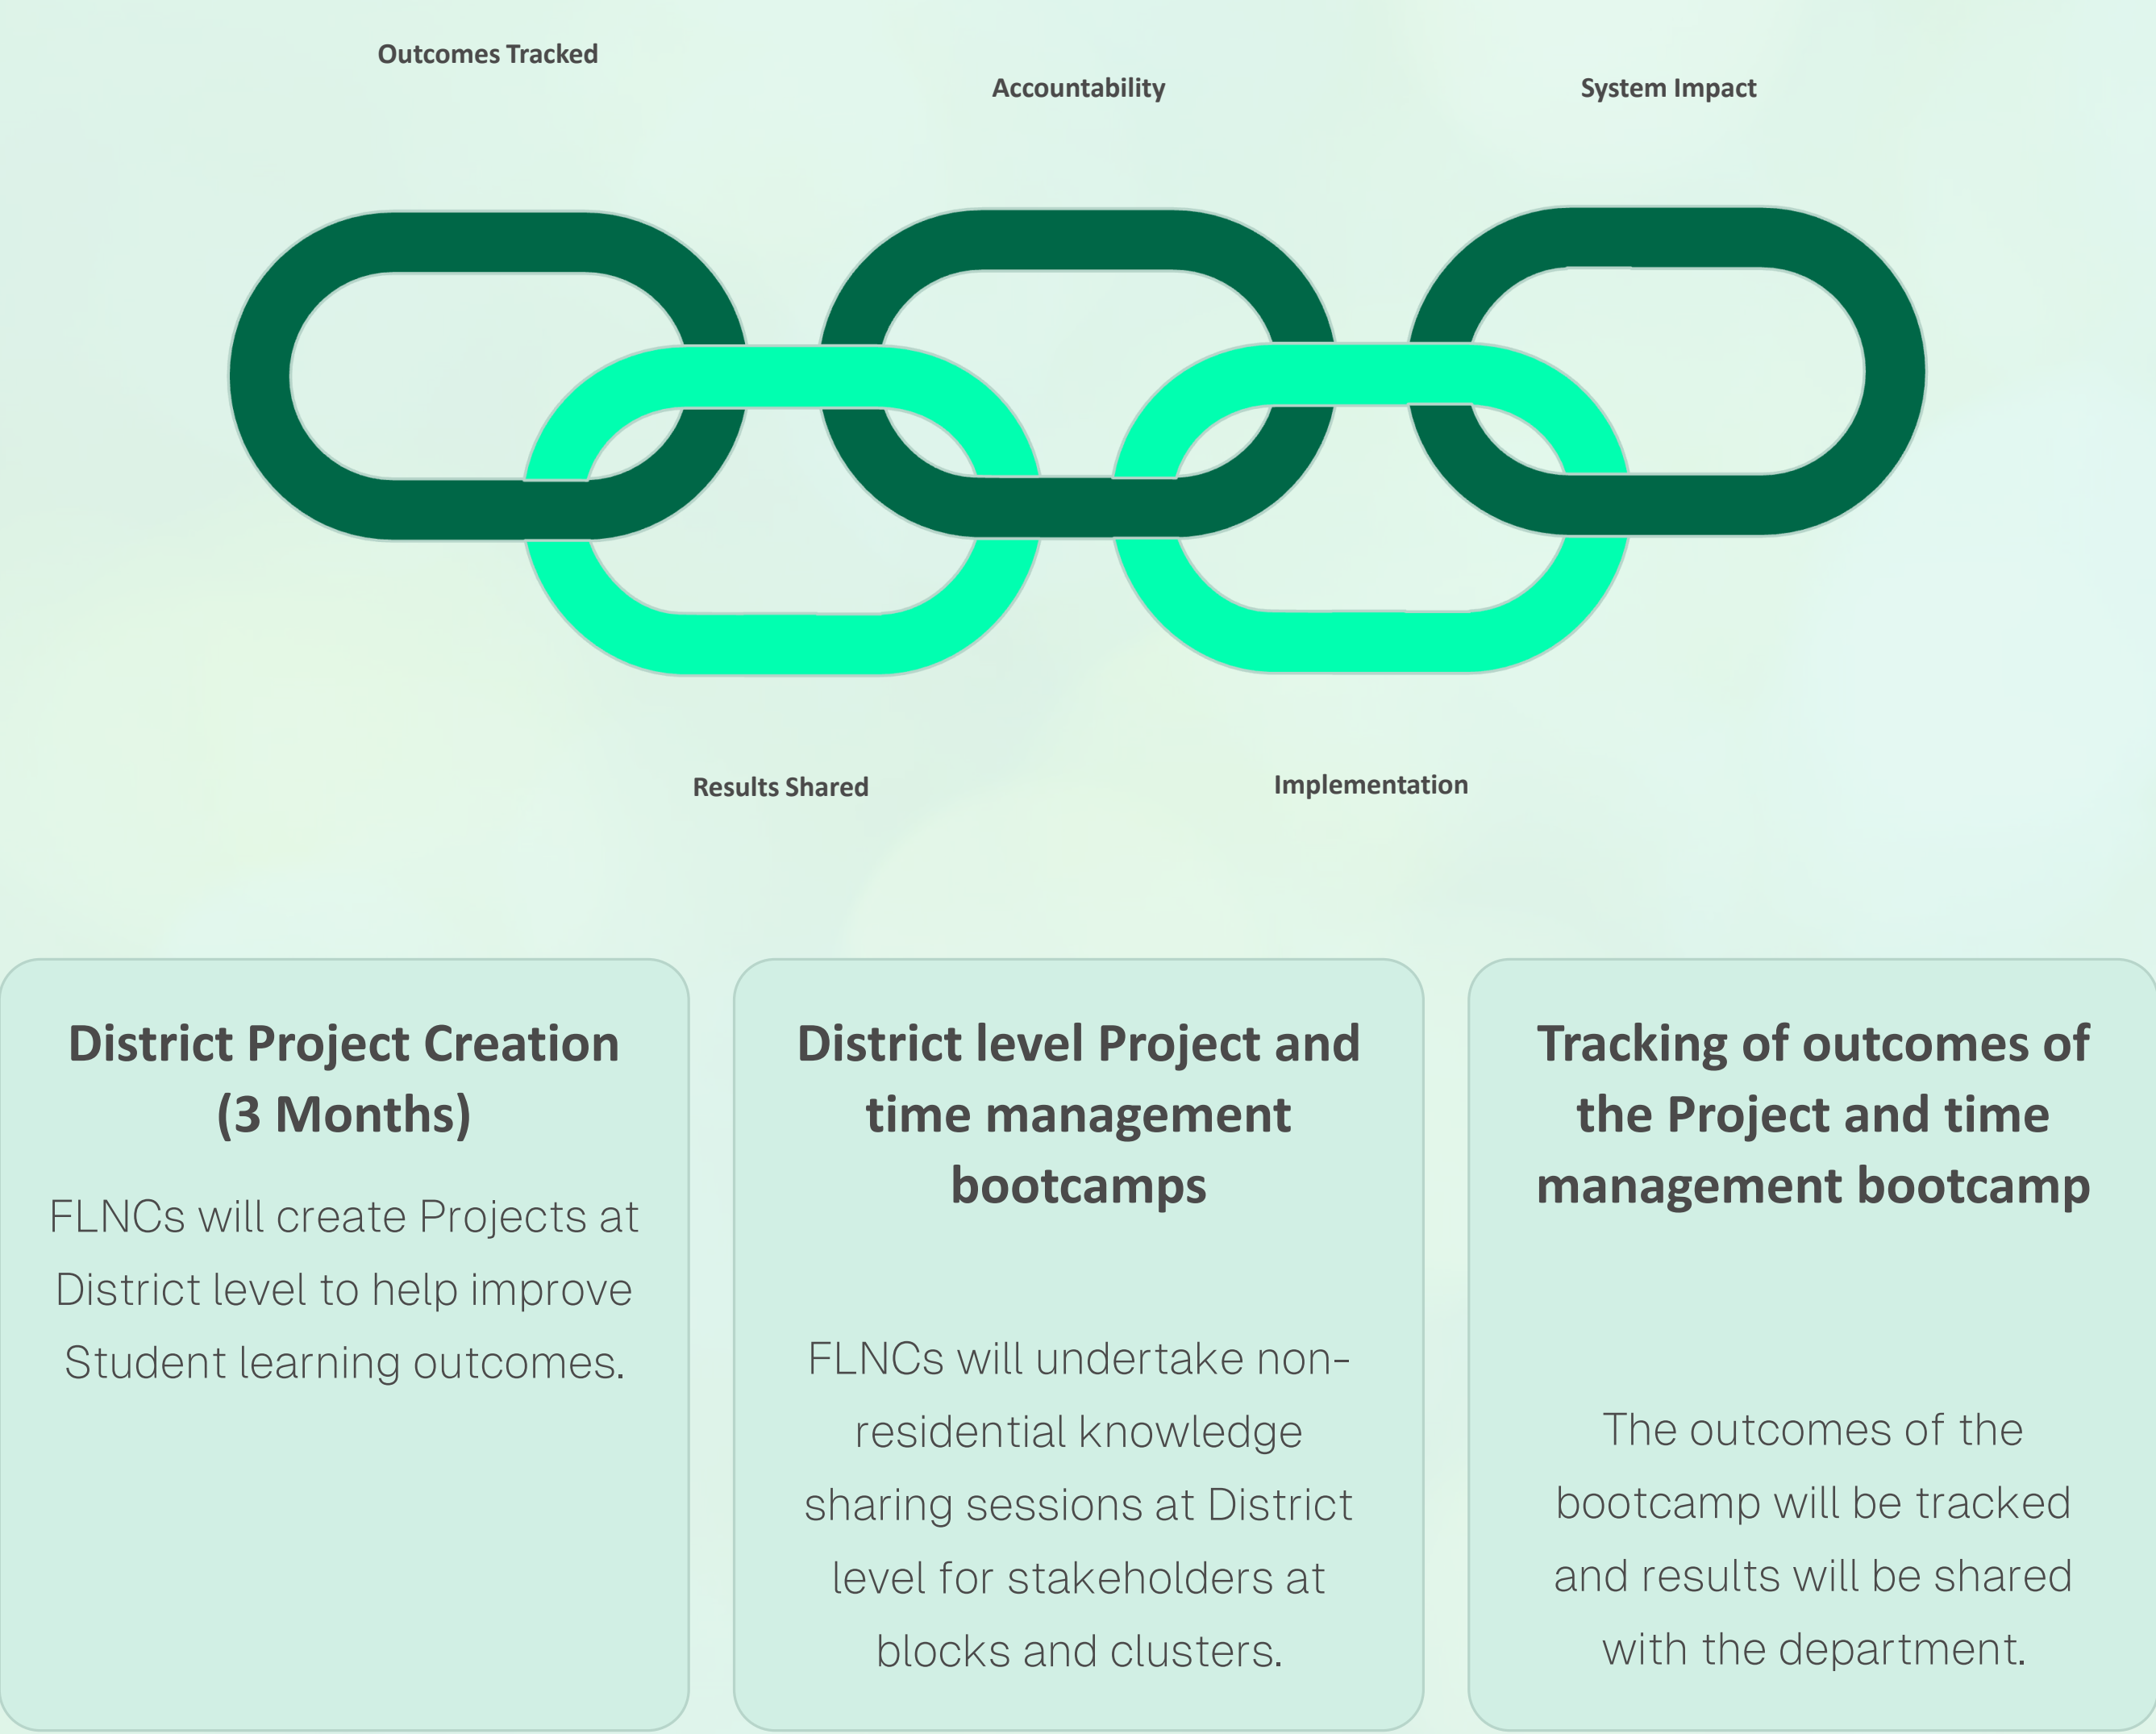 Outcomes Tracked
Accountability
System Impact
Results Shared
Implementation
District Project Creation
(3 Months)
FLNCs will create Projects at
District level to help improve
Student learning outcomes.
District level Project and
time management
bootcamps
FLNCs will undertake non-
residential knowledge
sharing sessions at District
level for stakeholders at
blocks and clusters.
Tracking of outcomes of
the Project and time
management bootcamp
The outcomes of the
bootcamp will be tracked
and results will be shared
with the department.